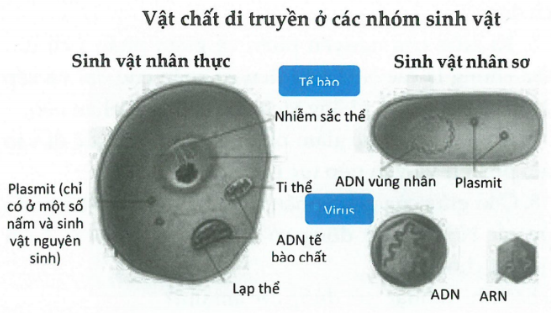 Vật chất di truyền ở các nhóm sinh vật
Sinh vật nhân thực
Sinh vật nhân sơ
Tế bào
Nhiễm sắc thể
ADN vùng nhân
Plasmit
Plasmit (chỉ
có ở một số
nấm và sinh
vật nguyên
sinh)
Ti thể
Virus
ADN tế
bào chất
Lạp thể
ADN
ARN